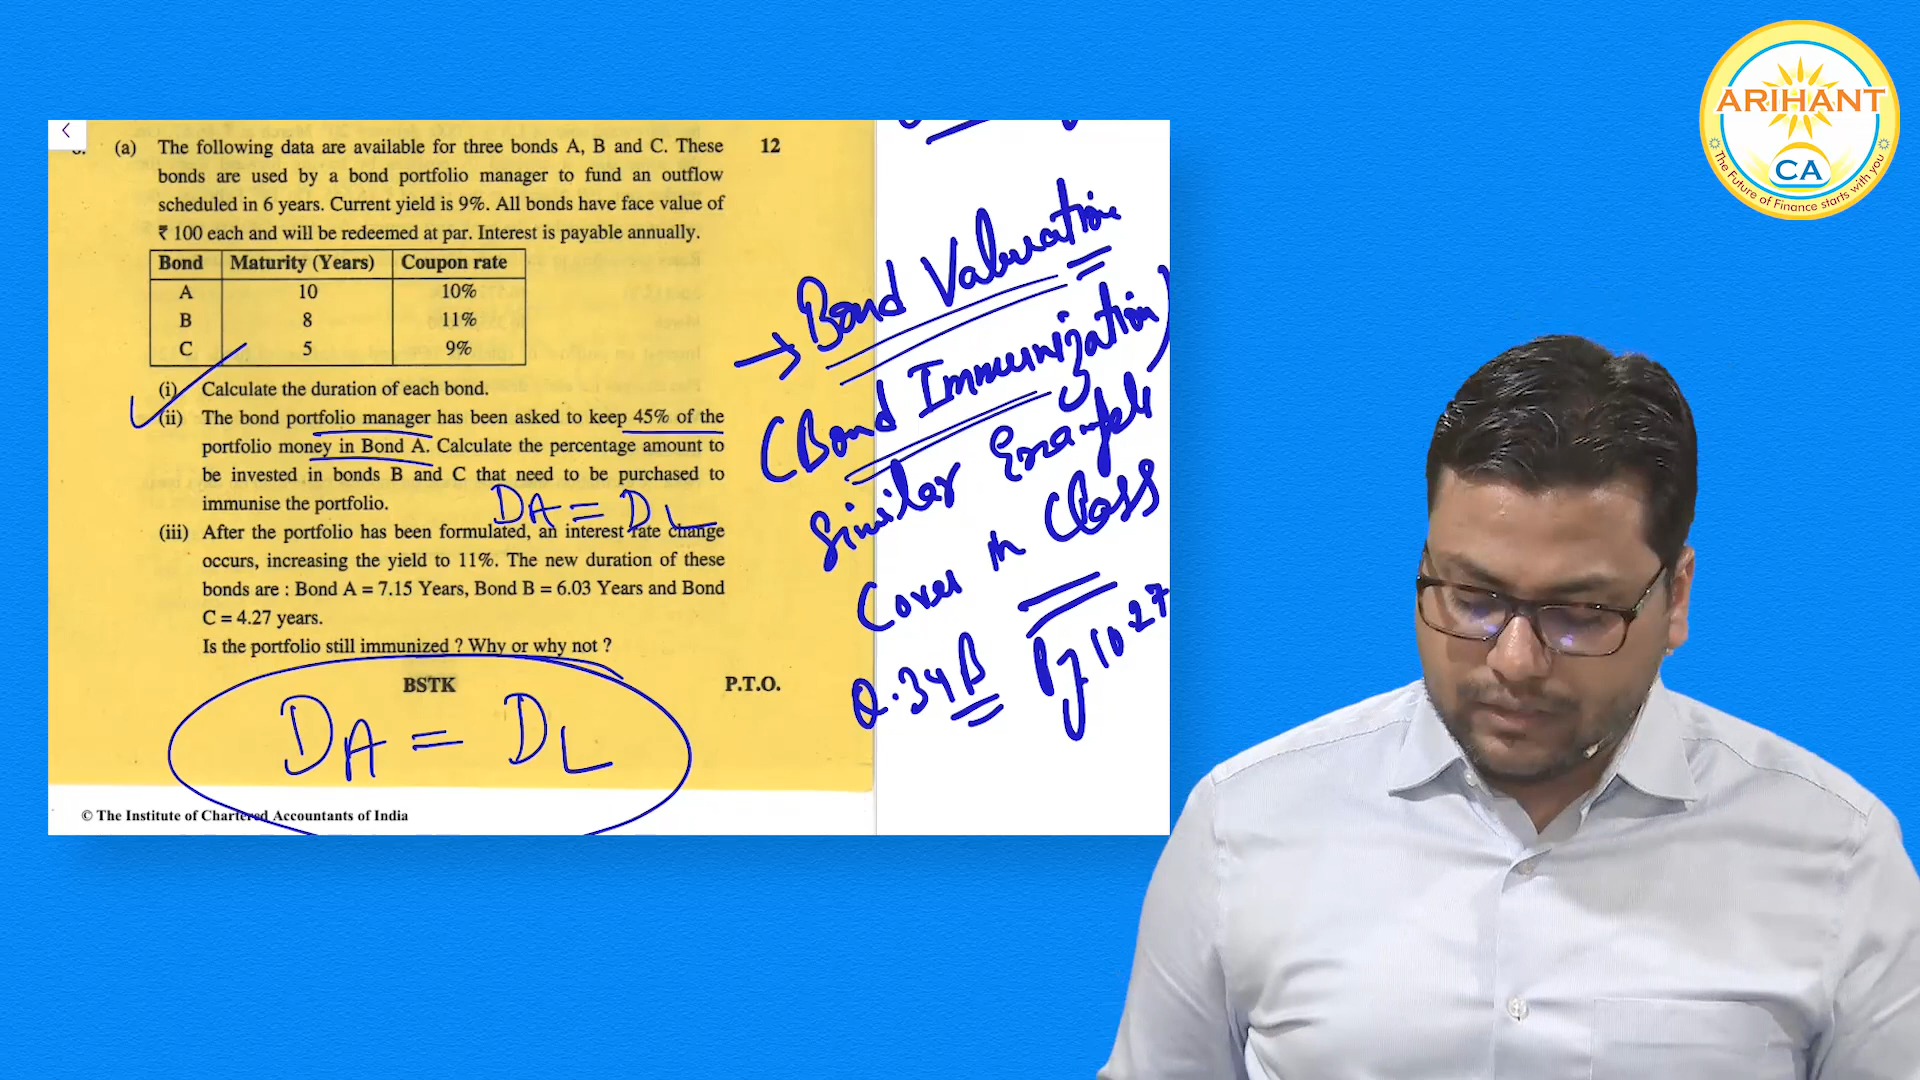 (a) The following data are available for three bonds A, B and C. These 12
bonds are used by a bond portfolio manager to fund an outflow
scheduled in 6 years. Current yield is 9%. All bonds have face value of
₹ 100 each and will be redeemed at par. Interest is payable annually.
Bond Maturity (Years) Coupon rate
A 10 10%
B 8 11%
C 5 9%
(i) Calculate the duration of each bond.
(ii) The bond portfolio manager has been asked to keep 45% of the
portfolio money in Bond A. Calculate the percentage amount to
be invested in bonds B and C that need to be purchased to
immunise the portfolio.
DA = DL
(iii) After the portfolio has been formulated, an interest rate change
occurs, increasing the yield to 11%. The new duration of these
bonds are : Bond A = 7.15 Years, Bond B = 6.03 Years and Bond
C = 4.27 years.
Is the portfolio still immunized ? Why or why not ?
BSTK P.T.O.
DA = DL
© The Institute of Chartered Accountants of India
→ Bond Valuation
(Bond Immunization)
Similar Example
Cover in Class
Q.34B Pg 10.27
ARIHANT
CA
The Future of Finance starts with you